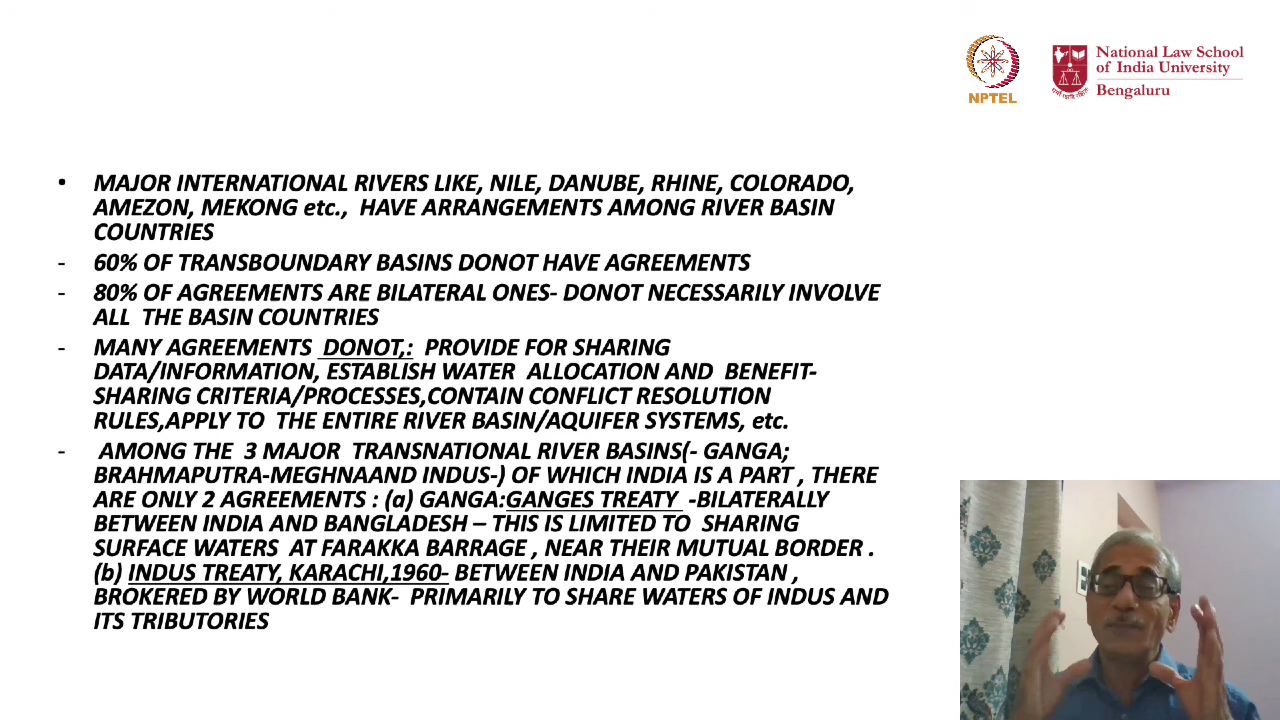 NPTEL
National Law School
of India University
Bengaluru
• MAJOR INTERNATIONAL RIVERS LIKE, NILE, DANUBE, RHINE, COLORADO,
AMEZON, MEKONG etc., HAVE ARRANGEMENTS AMONG RIVER BASIN
COUNTRIES
- 60% OF TRANSBOUNDARY BASINS DONOT HAVE AGREEMENTS
- 80% OF AGREEMENTS ARE BILATERAL ONES- DONOT NECESSARILY INVOLVE
ALL THE BASIN COUNTRIES
- MANY AGREEMENTS DONOT,: PROVIDE FOR SHARING
DATA/INFORMATION, ESTABLISH WATER ALLOCATION AND BENEFIT-
SHARING CRITERIA/PROCESSES,CONTAIN CONFLICT RESOLUTION
RULES,APPLY TO THE ENTIRE RIVER BASIN/AQUIFER SYSTEMS, etc.
- AMONG THE 3 MAJOR TRANSNATIONAL RIVER BASINS(- GANGA;
BRAHMAPUTRA-MEGHNAAND INDUS-) OF WHICH INDIA IS A PART , THERE
ARE ONLY 2 AGREEMENTS : (a) GANGA:GANGES TREATY -BILATERALLY
BETWEEN INDIA AND BANGLADESH – THIS IS LIMITED TO SHARING
SURFACE WATERS AT FARAKKA BARRAGE , NEAR THEIR MUTUAL BORDER .
(b) INDUS TREATY, KARACHI,1960- BETWEEN INDIA AND PAKISTAN ,
BROKERED BY WORLD BANK- PRIMARILY TO SHARE WATERS OF INDUS AND
ITS TRIBUTORIES